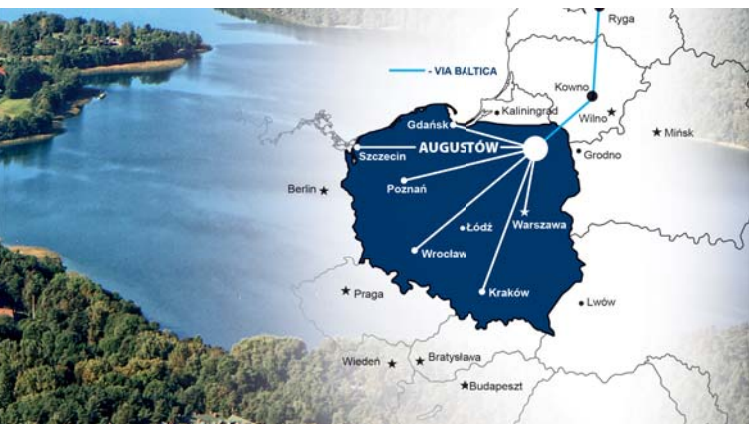 Ryga
- VIA BALTICA
Kowno
Kaliningrad
Wilno
Gdańsk
Mińsk
AUGUSTÓW
Szczecin
Grodno
Berlin
Poznań
Łódź
Warszawa
Wrocław
Praga
Kraków
Lwów
Wiedeń
Bratysława
Budapeszt